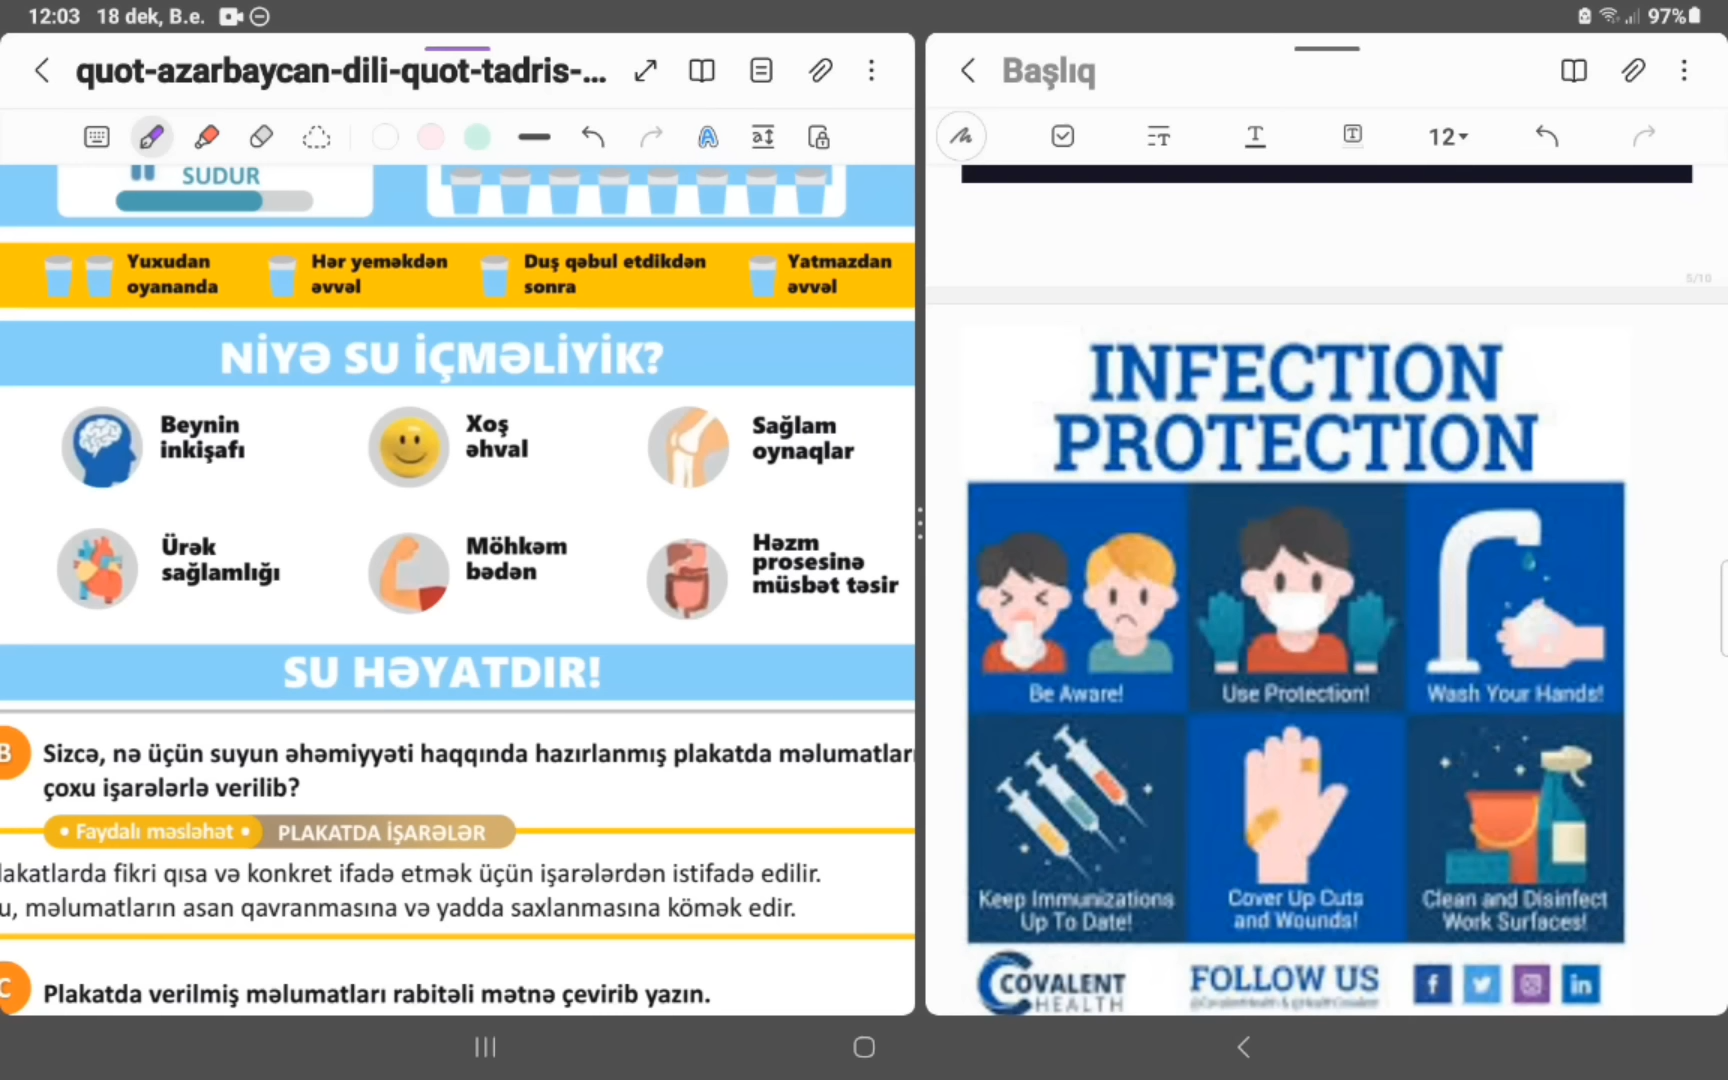 12:03 18 dek, B.e.
97%
quot-azarbaycan-dili-quot-tadris-...
SUDUR
Yuxudan
oyananda
Hər yeməkdən
əvvəl
Duş qəbul etdikdən
sonra
Yatmazdan
əvvəl
NİYƏ SU İÇMƏLİYİK?
Beynin
inkişafı
Xoş
əhval
Sağlam
oynaqlar
Ürək
sağlamlığı
Möhkəm
bədən
Həzm
prosesinə
müsbət təsir
SU HƏYATDIR!
B
Sizcə, nə üçün suyun əhəmiyyəti haqqında hazırlanmış plakatda məlumatlar
çoxu işarələrlə verilib?
• Faydalı məsləhət • PLAKATDA İŞARƏLƏR
lakatlarda fikri qısa və konkret ifadə etmək üçün işarələrdən istifadə edilir.
u, məlumatların asan qavranmasına və yadda saxlanmasına kömək edir.
C
Plakatda verilmiş məlumatları rabitəli mətnə çevirib yazın.
Başlıq
12
5/10
INFECTION
PROTECTION
Be Aware!
Use Protection!
Wash Your Hands!
Keep Immunizations
Up To Date!
Cover Up Cuts
and Wounds!
Clean and Disinfect
Work Surfaces!
COVALENT
HEALTH
FOLLOW US